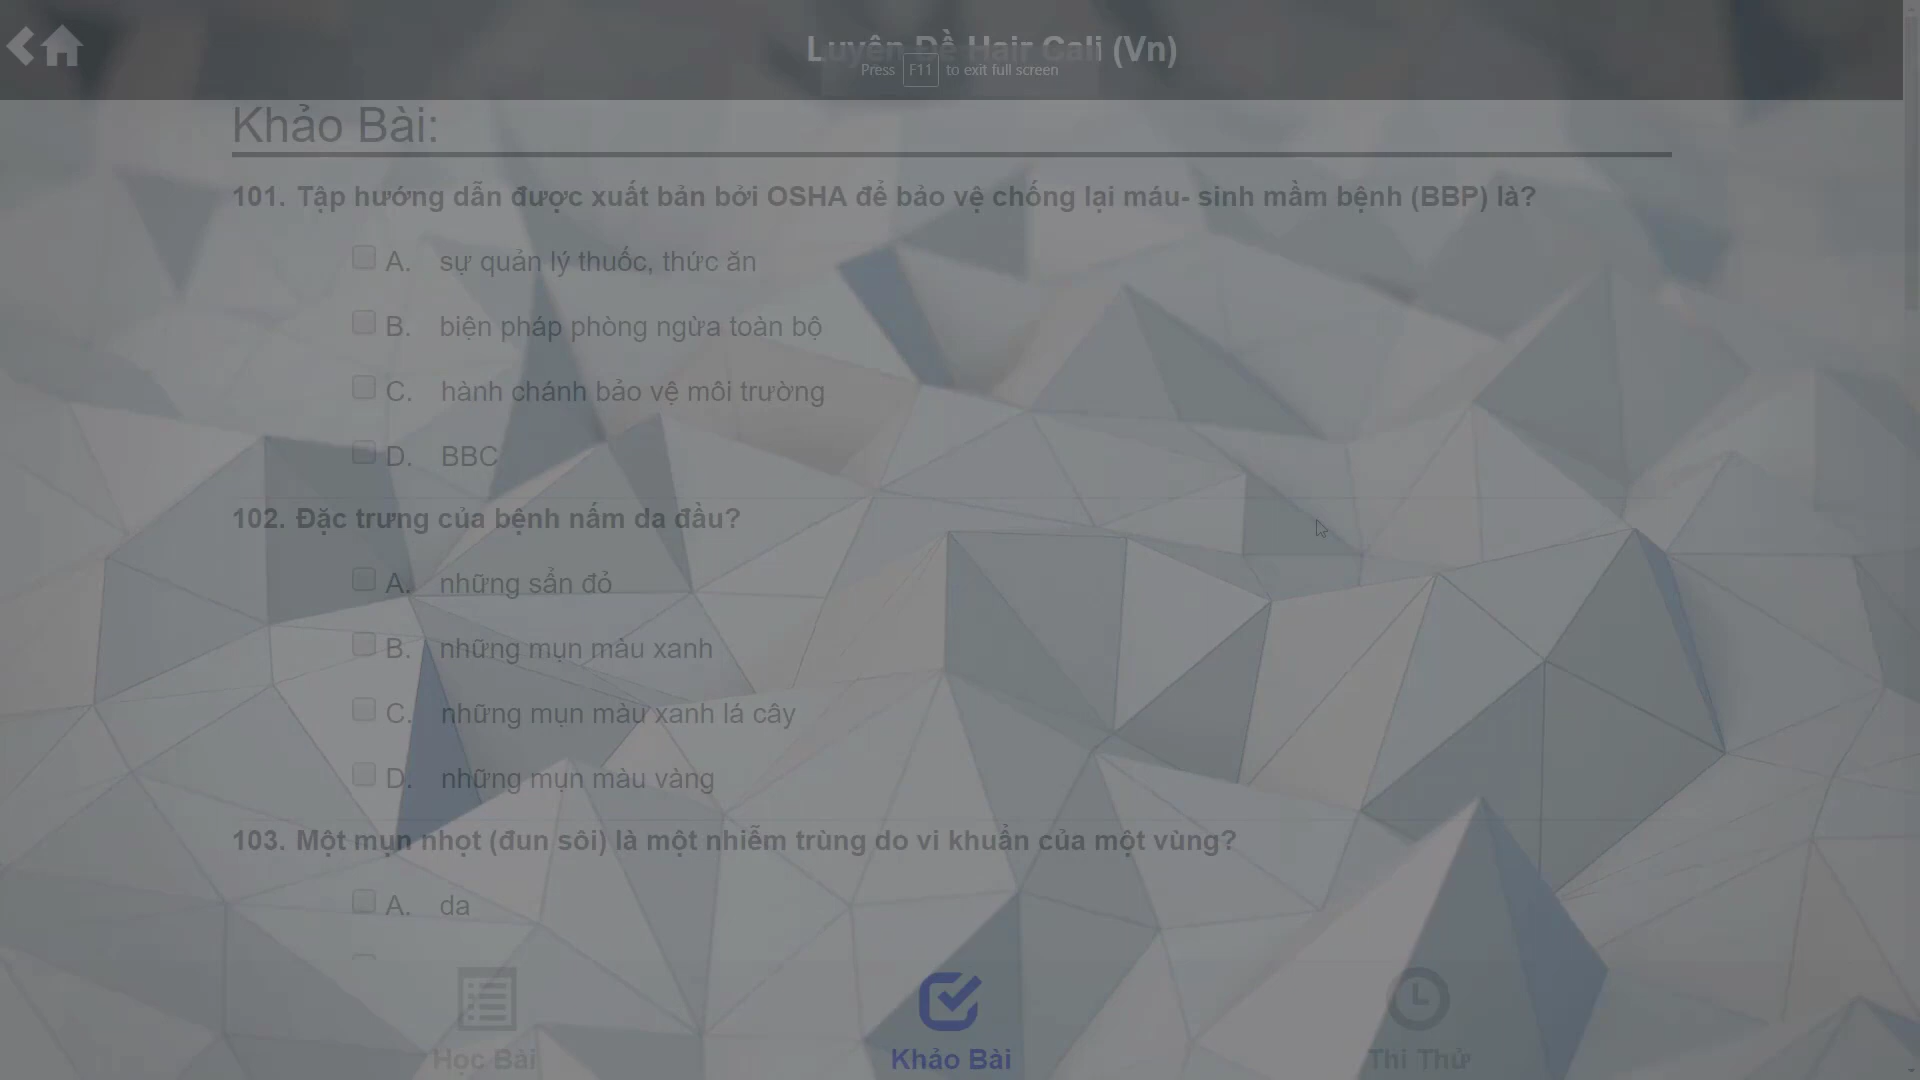 Luyện Đề Hair Cali (Vn)
Press F11 to exit full screen
Khảo Bài:
101. Tập hướng dẫn được xuất bản bởi OSHA để bảo vệ chống lại máu- sinh mầm bệnh (BBP) là?
A. sự quản lý thuốc, thức ăn
B. biện pháp phòng ngừa toàn bộ
C. hành chánh bảo vệ môi trường
D. BBC
102. Đặc trưng của bệnh nấm da đầu?
A. những sẩn đỏ
B. những mụn màu xanh
C. những mụn màu xanh lá cây
D. những mụn màu vàng
103. Một mụn nhọt (đun sôi) là một nhiễm trùng do vi khuẩn của một vùng?
A. da
Học Bài
Khảo Bài
Thi Thử